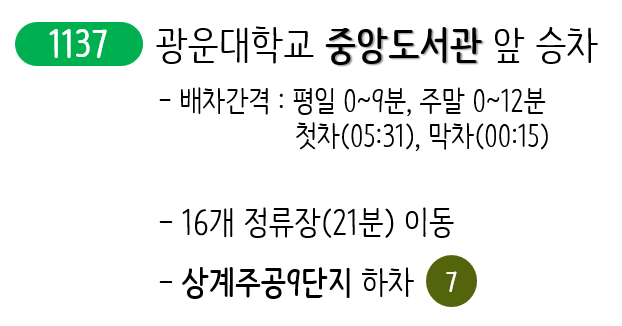 1137 광운대학교 중앙도서관 앞 승차
- 배차간격 : 평일 0~9분, 주말 0~12분
첫차(05:31), 막차(00:15)
- 16개 정류장(21분) 이동
- 상계주공9단지 하차 7